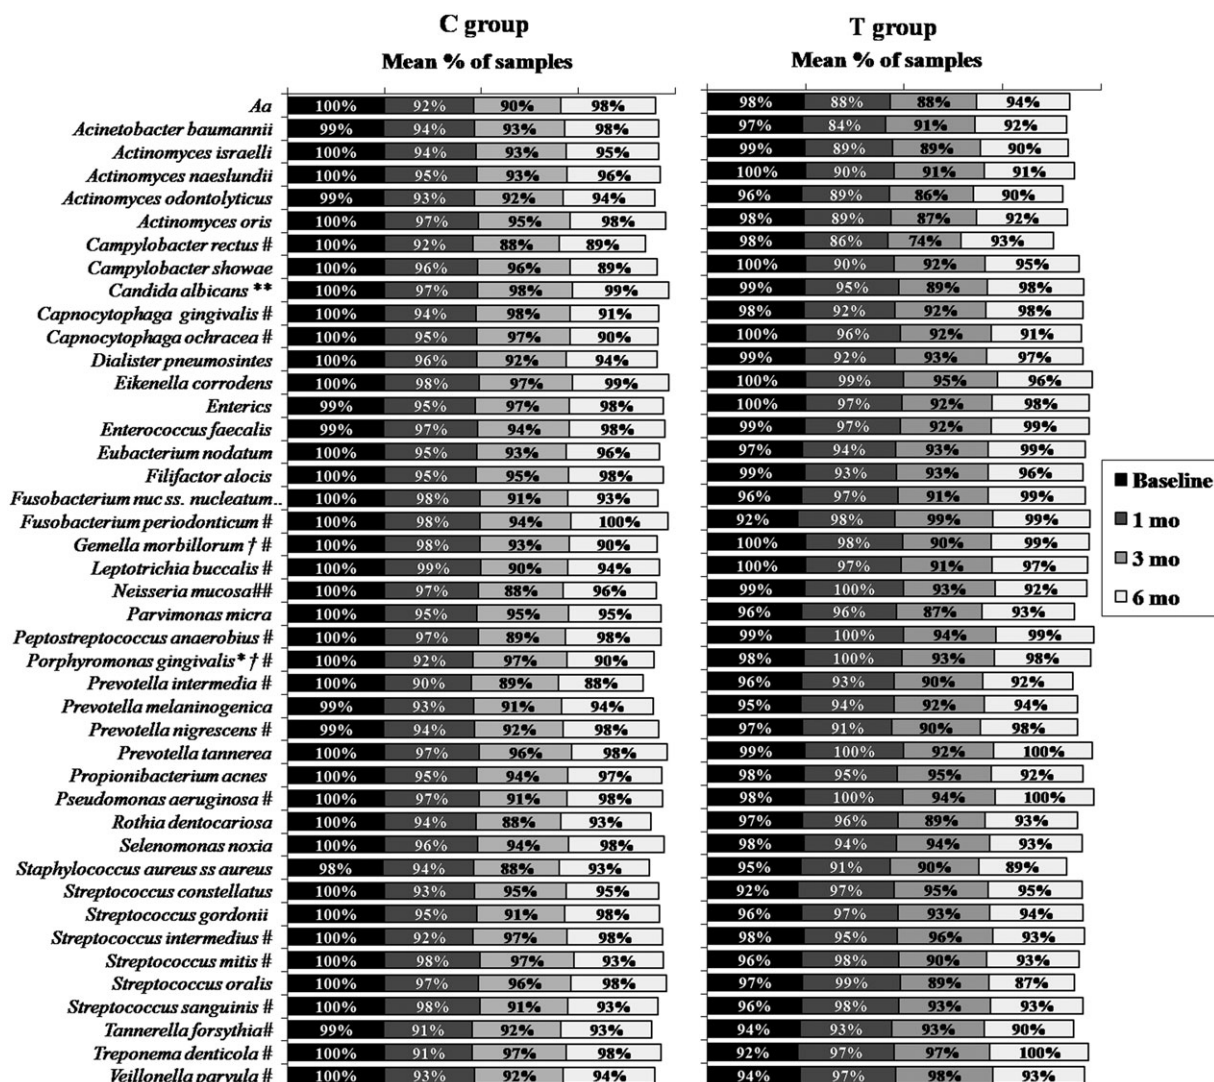 C group
T group
Mean % of samples
Mean % of samples
Aa 100% 92% 90% 98% 98% 88% 88% 94%
Acinetobacter baumannii 99% 94% 93% 98% 97% 84% 91% 92%
Actinomyces israelli 100% 94% 93% 95% 99% 89% 89% 90%
Actinomyces naeslundii 100% 95% 93% 96% 100% 90% 91% 91%
Actinomyces odontolyticus 99% 93% 92% 94% 96% 89% 86% 90%
Actinomyces oris 100% 97% 95% 98% 98% 89% 87% 92%
Campylobacter rectus # 100% 92% 88% 89% 98% 86% 74% 93%
Campylobacter showae 100% 96% 96% 89% 100% 90% 92% 95%
Candida albicans ** 100% 97% 98% 99% 99% 95% 89% 98%
Capnocytophaga gingivalis # 100% 94% 98% 91% 98% 92% 92% 98%
Capnocytophaga ochracea # 100% 95% 97% 90% 100% 96% 92% 91%
Dialister pneumosintes 100% 96% 92% 94% 99% 92% 93% 97%
Eikenella corrodens 100% 98% 97% 99% 100% 99% 95% 96%
Enterics 99% 95% 97% 98% 100% 97% 92% 98%
Enterococcus faecalis 99% 97% 94% 98% 99% 97% 92% 99%
Eubacterium nodatum 100% 95% 93% 96% 97% 94% 93% 99%
Filifactor alocis 100% 95% 95% 98% 99% 93% 93% 96%
Fusobacterium nuc ss. nucleatum.. 100% 98% 91% 93% 96% 97% 91% 99%
Fusobacterium periodonticum # 100% 98% 94% 100% 92% 98% 99% 99%
Gemella morbillorum † # 100% 98% 93% 90% 100% 98% 90% 99%
Leptotrichia buccalis # 100% 99% 90% 94% 100% 97% 91% 97%
Neisseria mucosa## 100% 97% 88% 96% 99% 100% 93% 92%
Parvimonas micra 100% 95% 95% 95% 96% 96% 87% 93%
Peptostreptococcus anaerobius # 100% 97% 89% 98% 99% 100% 94% 99%
Porphyromonas gingivalis* † # 100% 92% 97% 90% 98% 100% 93% 98%
Prevotella intermedia # 100% 90% 89% 88% 96% 93% 90% 92%
Prevotella melaninogenica 99% 93% 91% 94% 95% 94% 92% 94%
Prevotella nigrescens # 99% 94% 92% 98% 97% 91% 90% 98%
Prevotella tannerea 100% 97% 96% 98% 99% 100% 92% 100%
Propionibacterium acnes 100% 95% 94% 97% 98% 95% 95% 92%
Pseudomonas aeruginosa # 100% 97% 91% 98% 98% 100% 94% 100%
Rothia dentocariosa 100% 94% 88% 93% 97% 96% 89% 93%
Selenomonas noxia 100% 96% 94% 98% 98% 94% 94% 93%
Staphylococcus aureus ss aureus 98% 94% 88% 93% 95% 91% 90% 89%
Streptococcus constellatus 100% 93% 95% 95% 92% 97% 95% 95%
Streptococcus gordonii 100% 95% 91% 98% 96% 97% 93% 94%
Streptococcus intermedius # 100% 92% 97% 98% 98% 95% 96% 93%
Streptococcus mitis # 100% 98% 97% 93% 96% 98% 90% 93%
Streptococcus oralis 100% 97% 96% 98% 97% 99% 89% 87%
Streptococcus sanguinis # 100% 98% 91% 93% 96% 98% 93% 93%
Tannerella forsythia# 99% 91% 92% 93% 94% 93% 93% 90%
Treponema denticola # 100% 91% 97% 98% 92% 97% 97% 100%
Veillonella parvula # 100% 93% 92% 94% 94% 97% 98% 93%
Baseline
1 mo
3 mo
6 mo